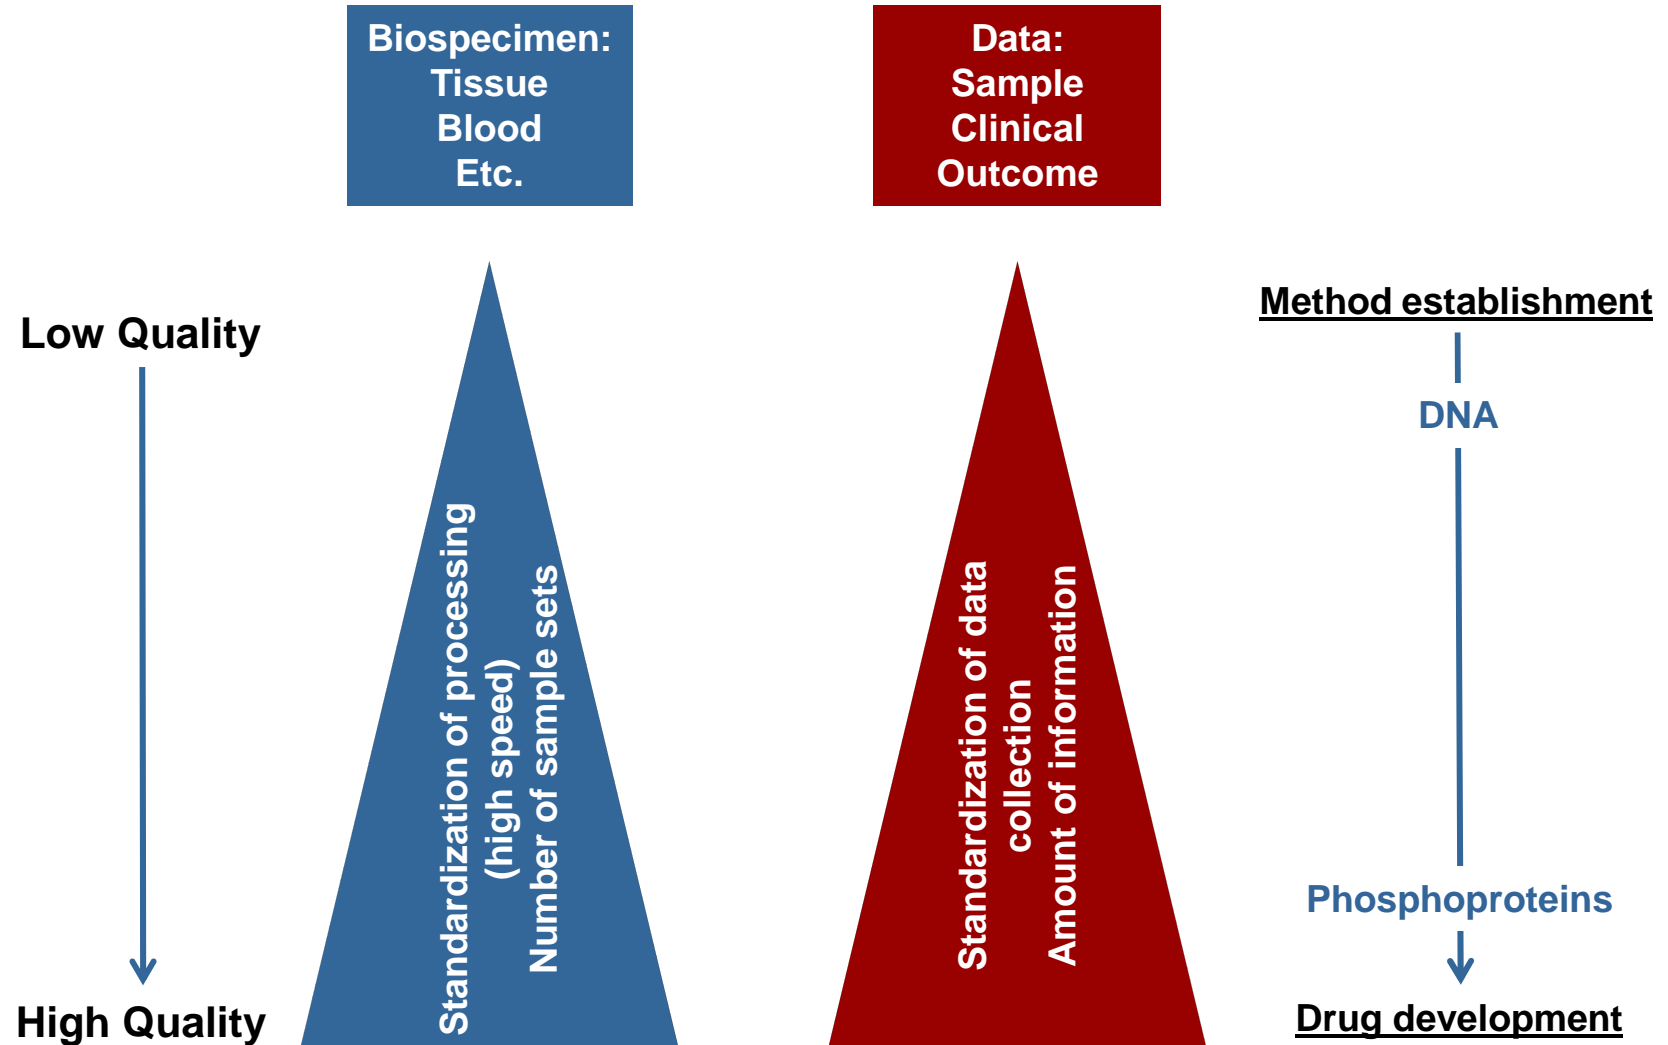 Biospecimen:
Tissue
Blood
Etc.
Data:
Sample
Clinical
Outcome
Low Quality
High Quality
Standardization of processing
(high speed)
Number of sample sets
Standardization of data
collection
Amount of information
Method establishment
DNA
Phosphoproteins
Drug development